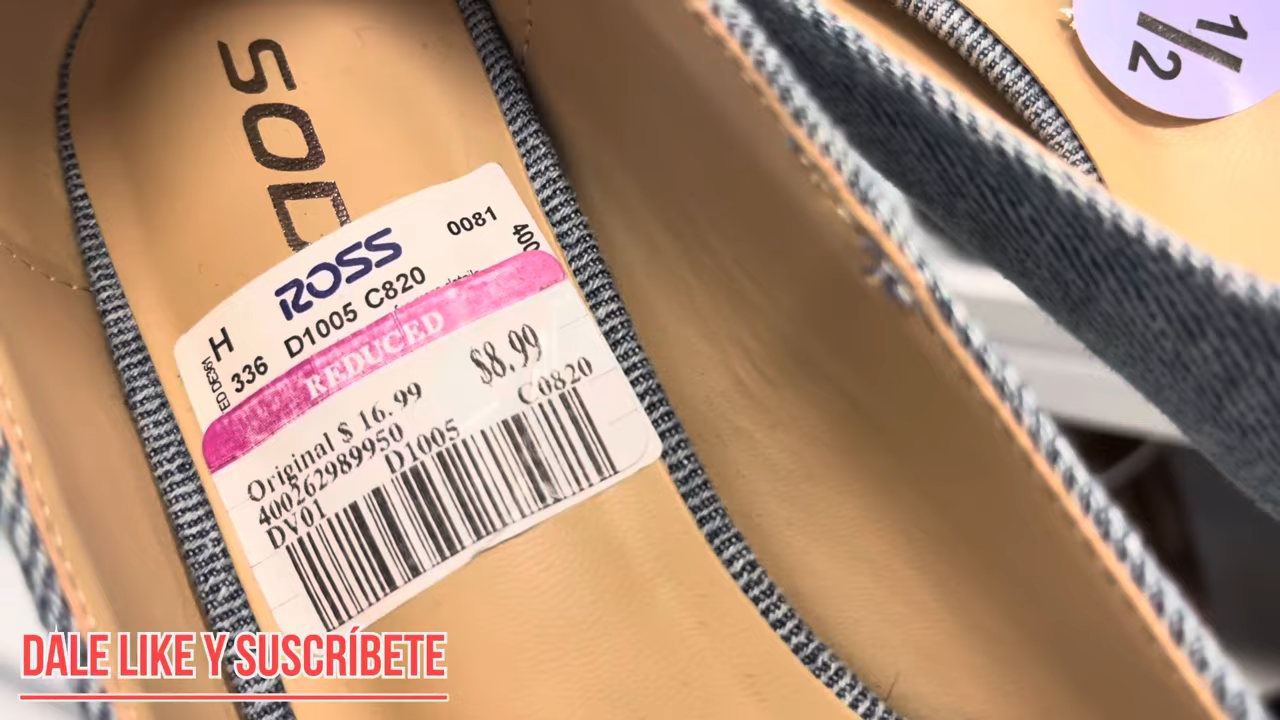 SOD
1/2
ROSS
0081
400
H
336 D1005 C820
REDUCED
$8.99
Original $ 16.99
400262989950
DV01 D1005 C0820
DALE LIKE Y SUSCRÍBETE